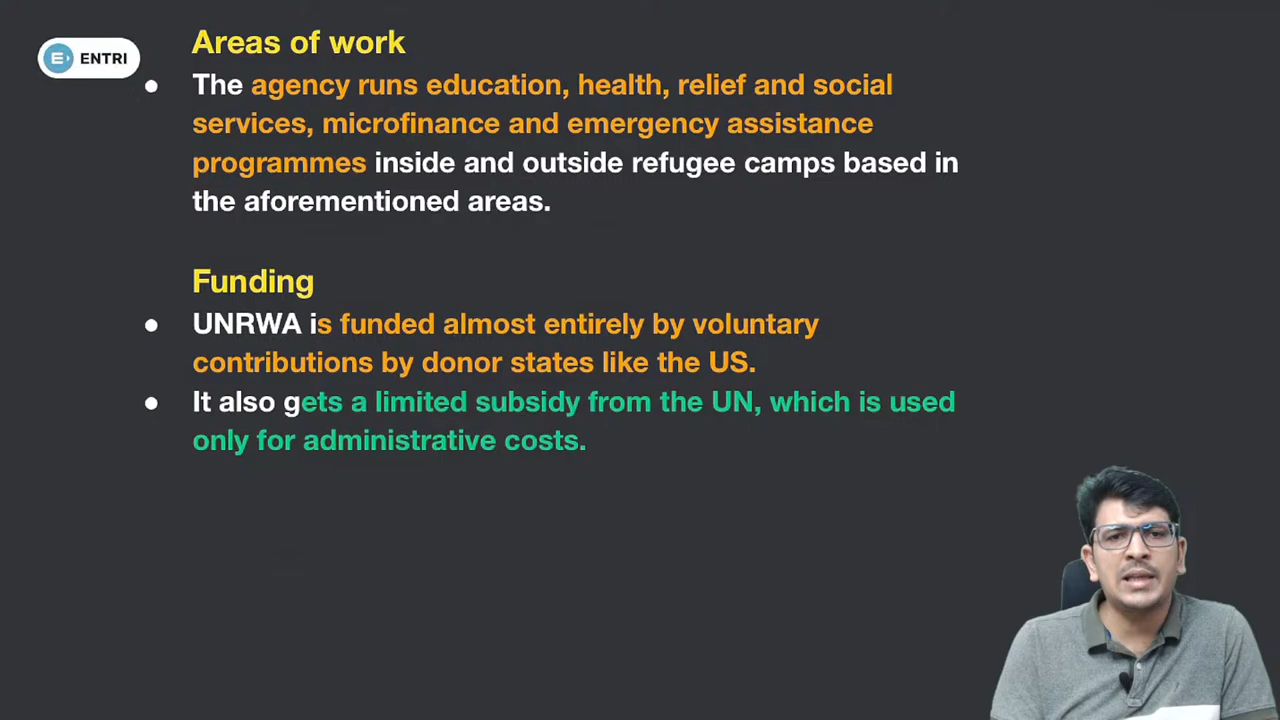 Areas of work
ENTRI
● The agency runs education, health, relief and social
services, microfinance and emergency assistance
programmes inside and outside refugee camps based in
the aforementioned areas.
Funding
● UNRWA is funded almost entirely by voluntary
contributions by donor states like the US.
● It also gets a limited subsidy from the UN, which is used
only for administrative costs.